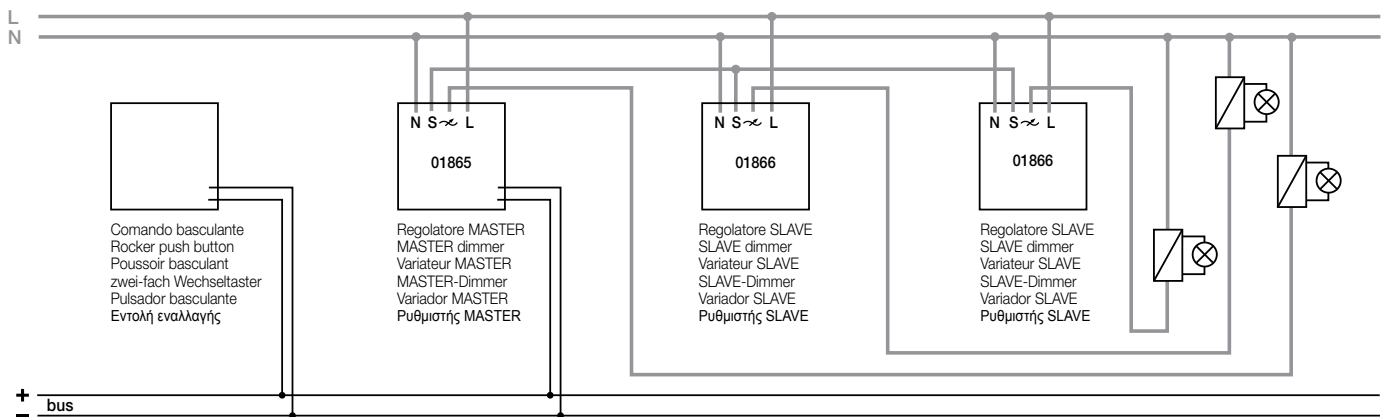 L
N
N S L
01865
N S L
01866
N S L
01866
Comando basculante
Rocker push button
Poussoir basculant
zwei-fach Wechseltaster
Pulsador basculante
Εντολή εναλλαγής
Regolatore MASTER
MASTER dimmer
Variateur MASTER
MASTER-Dimmer
Variador MASTER
Ρυθμιστής MASTER
Regolatore SLAVE
SLAVE dimmer
Variateur SLAVE
SLAVE-Dimmer
Variador SLAVE
Ρυθμιστής SLAVE
Regolatore SLAVE
SLAVE dimmer
Variateur SLAVE
SLAVE-Dimmer
Variador SLAVE
Ρυθμιστής SLAVE
+
bus
–